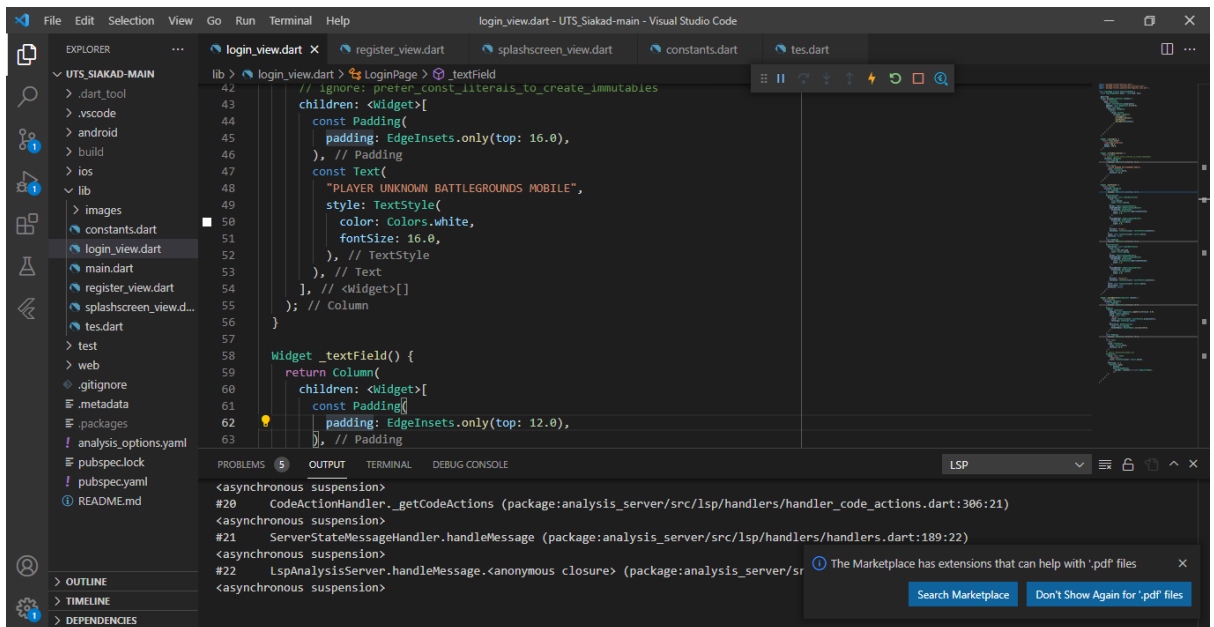 File Edit Selection View Go Run Terminal Help login_view.dart - UTS_Siakad-main - Visual Studio Code
EXPLORER ...
login_view.dart register_view.dart splashscreen_view.dart constants.dart tes.dart
UTS_SIAKAD-MAIN
.dart_tool
.vscode
android
build
ios
lib
images
constants.dart
login_view.dart
main.dart
register_view.dart
splashscreen_view.d...
tes.dart
test
web
.gitignore
.metadata
.packages
analysis_options.yaml
pubspec.lock
pubspec.yaml
README.md
OUTLINE
TIMELINE
DEPENDENCIES
1
1
1
lib > login_view.dart > LoginPage > _textField
42 // ignore: prefer_const_literals_to_create_immutables
43 children: <Widget>[
44 const Padding(
45 padding: EdgeInsets.only(top: 16.0),
46 ), // Padding
47 const Text(
48 "PLAYER UNKNOWN BATTLEGROUNDS MOBILE",
49 style: TextStyle(
50 color: Colors.white,
51 fontSize: 16.0,
52 ), // TextStyle
53 ), // Text
54 ], // <Widget>[]
55 ); // Column
56 }
57
58 Widget _textField() {
59 return Column(
60 children: <Widget>[
61 const Padding(
62 padding: EdgeInsets.only(top: 12.0),
63 ), // Padding
PROBLEMS 5 OUTPUT TERMINAL DEBUG CONSOLE LSP
<asynchronous suspension>
#20 CodeActionHandler._getCodeActions (package:analysis_server/src/lsp/handlers/handler_code_actions.dart:306:21)
<asynchronous suspension>
#21 ServerStateMessageHandler.handleMessage (package:analysis_server/src/lsp/handlers/handlers.dart:189:22)
<asynchronous suspension>
#22 LspAnalysisServer.handleMessage.<anonymous closure> (package:analysis_server/sr
<asynchronous suspension>
The Marketplace has extensions that can help with '.pdf' files
Search Marketplace Don't Show Again for '.pdf' files